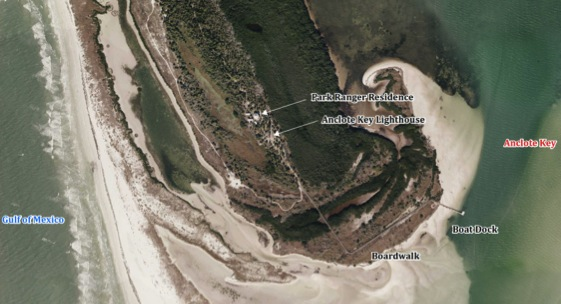 Park Ranger Residence
Anclote Key Lighthouse
Anclote Key
Gulf of Mexico
Boat Dock
Boardwalk